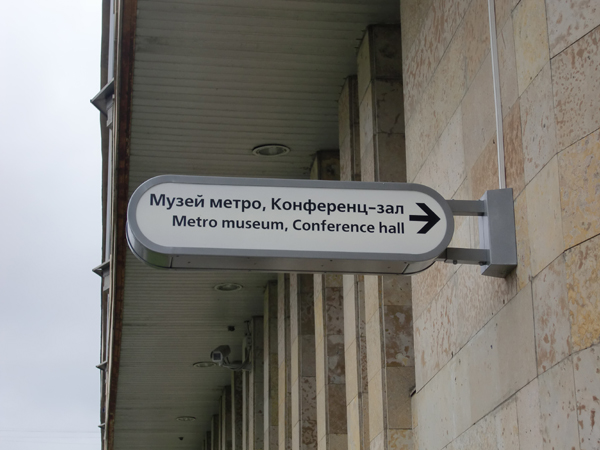 Музей метро, Конференц-зал
Metro museum, Conference hall